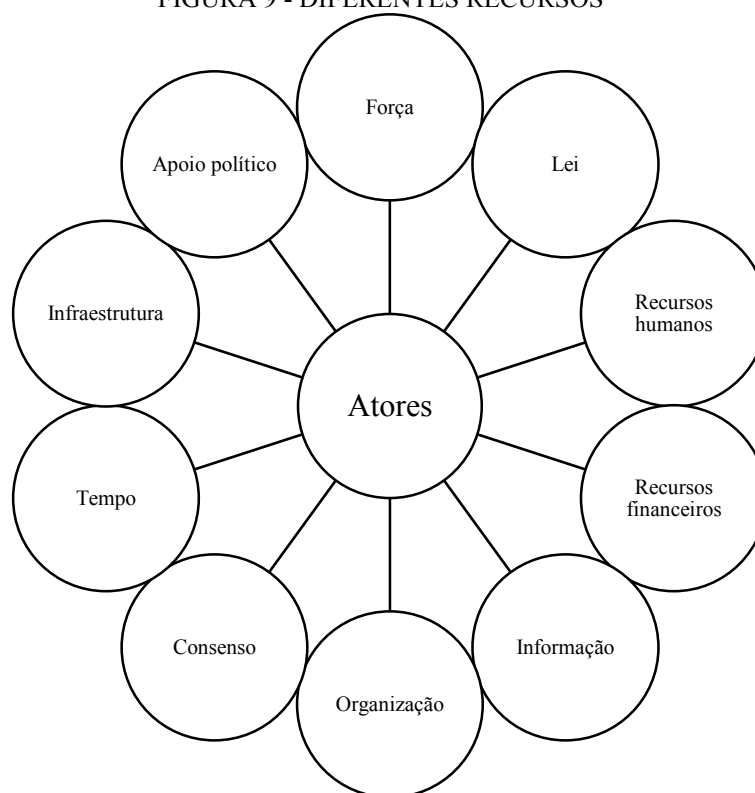 FIGURA 9 - DIFERENTES RECURSOS
Força
Apoio político
Lei
Infraestrutura
Recursos
humanos
Atores
Tempo
Recursos
financeiros
Consenso
Informação
Organização